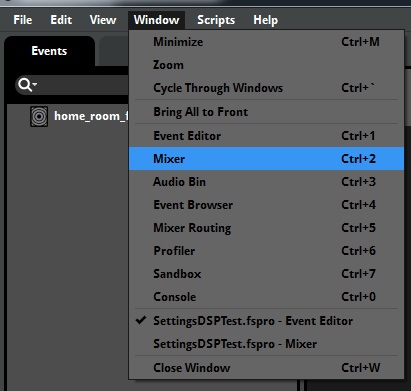 File Edit View Window Scripts Help
Events
Minimize Ctrl+M
Zoom
Cycle Through Windows Ctrl+`
home_room_f
Bring All to Front
Event Editor Ctrl+1
Mixer Ctrl+2
Audio Bin Ctrl+3
Event Browser Ctrl+4
Mixer Routing Ctrl+5
Profiler Ctrl+6
Sandbox Ctrl+7
Console Ctrl+0
SettingsDSPTest.fspro - Event Editor
SettingsDSPTest.fspro - Mixer
Close Window Ctrl+W